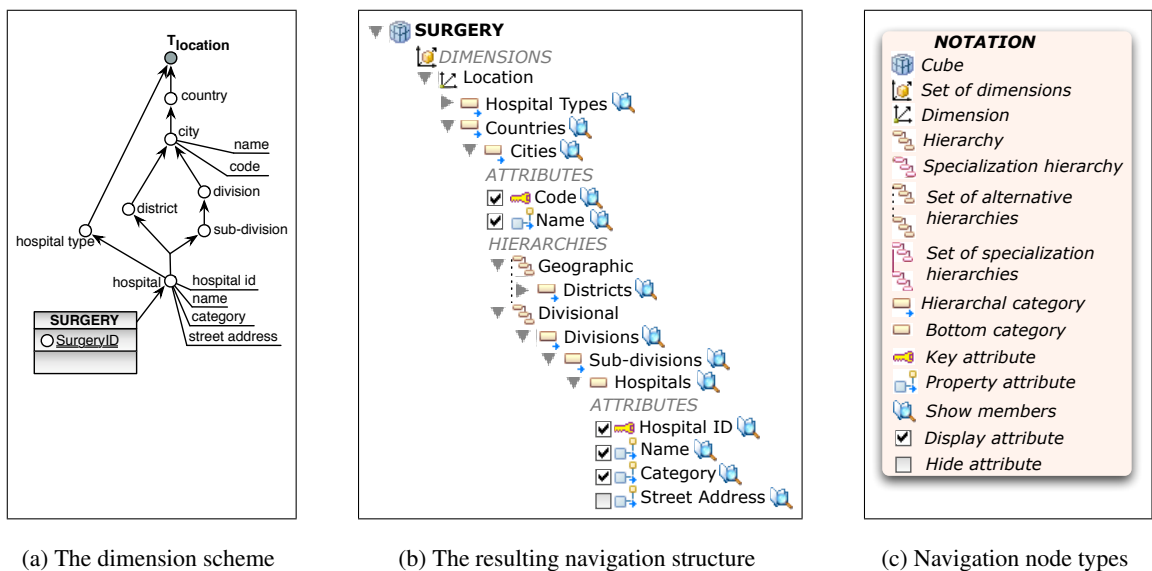 T location
country
city
name
code
division
district
sub-division
hospital type
hospital
hospital id
name
category
street address
SURGERY
SurgeryID
(a) The dimension scheme
SURGERY
DIMENSIONS
Location
Hospital Types
Countries
Cities
ATTRIBUTES
Code
Name
HIERARCHIES
Geographic
Districts
Divisional
Divisions
Sub-divisions
Hospitals
ATTRIBUTES
Hospital ID
Name
Category
Street Address
(b) The resulting navigation structure
NOTATION
Cube
Set of dimensions
Dimension
Hierarchy
Specialization hierarchy
Set of alternative
hierarchies
Set of specialization
hierarchies
Hierarchal category
Bottom category
Key attribute
Property attribute
Show members
Display attribute
Hide attribute
(c) Navigation node types